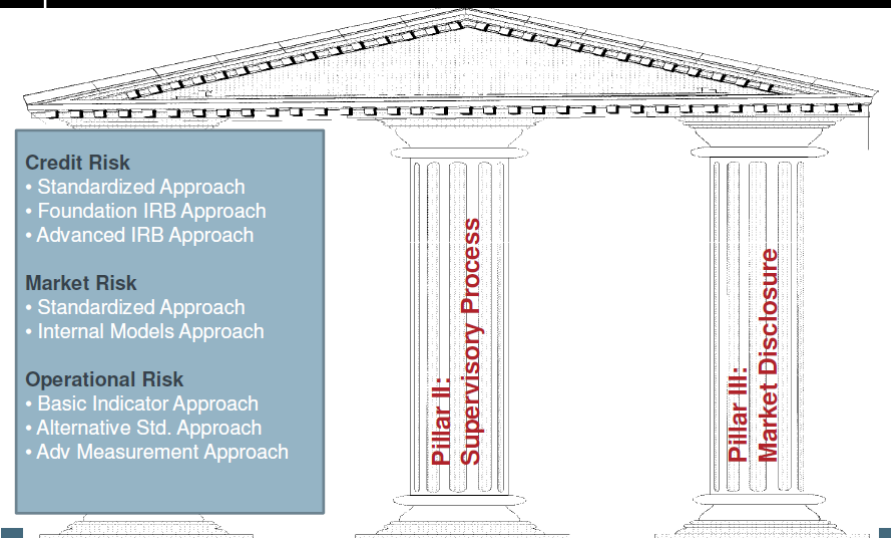 Credit Risk
• Standardized Approach
• Foundation IRB Approach
• Advanced IRB Approach
Market Risk
• Standardized Approach
• Internal Models Approach
Operational Risk
• Basic Indicator Approach
• Alternative Std. Approach
• Adv Measurement Approach
Pillar II:
Supervisory Process
Pillar III:
Market Disclosure